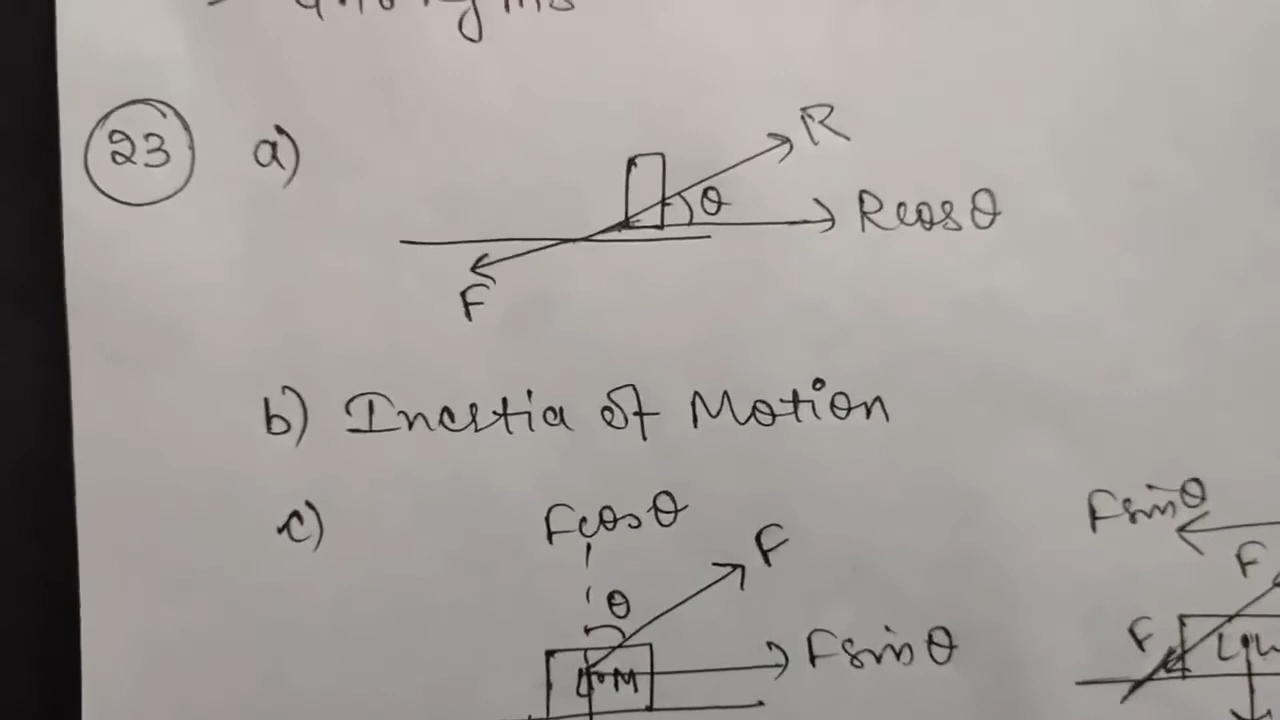 23 a)
R
θ
Rcosθ
F
b) Inertia of Motion
c)
Fcosθ
F
θ
Fsinθ
Fsinθ
F
F